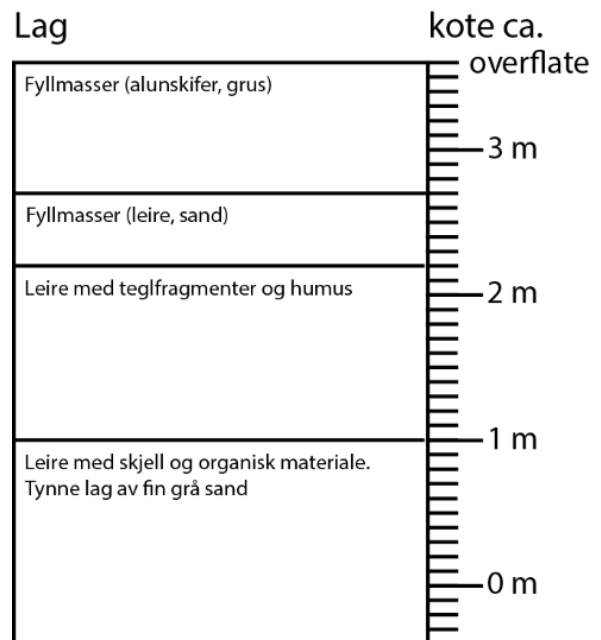 Lag
kote ca.
overflate
Fyllmasser (alunskifer, grus)
3 m
Fyllmasser (leire, sand)
Leire med teglfragmenter og humus
2 m
1 m
Leire med skjell og organisk materiale.
Tynne lag av fin grå sand
0 m